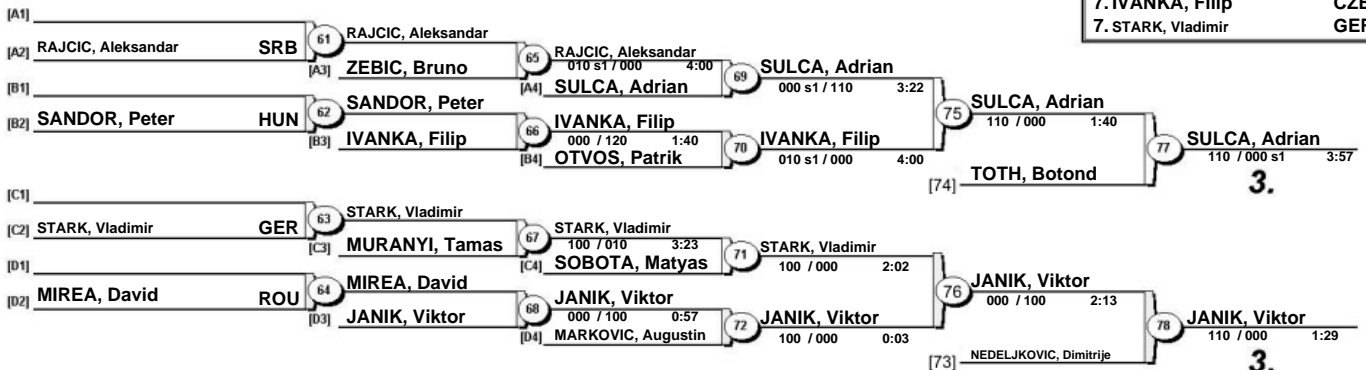 7. IVANKA, Filip CZE
7. STARK, Vladimir GER
[A1]
[A2] RAJCIC, Aleksandar SRB
61
RAJCIC, Aleksandar
[A3] ZEBIC, Bruno
65
RAJCIC, Aleksandar
010 s1 / 000 4:00
[A4] SULCA, Adrian
69
SULCA, Adrian
000 s1 / 110 3:22
[B1]
[B2] SANDOR, Peter HUN
62
SANDOR, Peter
[B3] IVANKA, Filip
66
IVANKA, Filip
000 / 120 1:40
[B4] OTVOS, Patrik
70
IVANKA, Filip
010 s1 / 000 4:00
75
SULCA, Adrian
110 / 000 1:40
[74] TOTH, Botond
77
SULCA, Adrian
110 / 000 s1 3:57
3.
[C1]
[C2] STARK, Vladimir GER
63
STARK, Vladimir
[C3] MURANYI, Tamas
67
STARK, Vladimir
100 / 010 3:23
[C4] SOBOTA, Matyas
71
STARK, Vladimir
100 / 000 2:02
[D1]
[D2] MIREA, David ROU
64
MIREA, David
[D3] JANIK, Viktor
68
JANIK, Viktor
000 / 100 0:57
[D4] MARKOVIC, Augustin
72
JANIK, Viktor
100 / 000 0:03
76
JANIK, Viktor
000 / 100 2:13
[73] NEDELJKOVIC, Dimitrije
78
JANIK, Viktor
110 / 000 1:29
3.